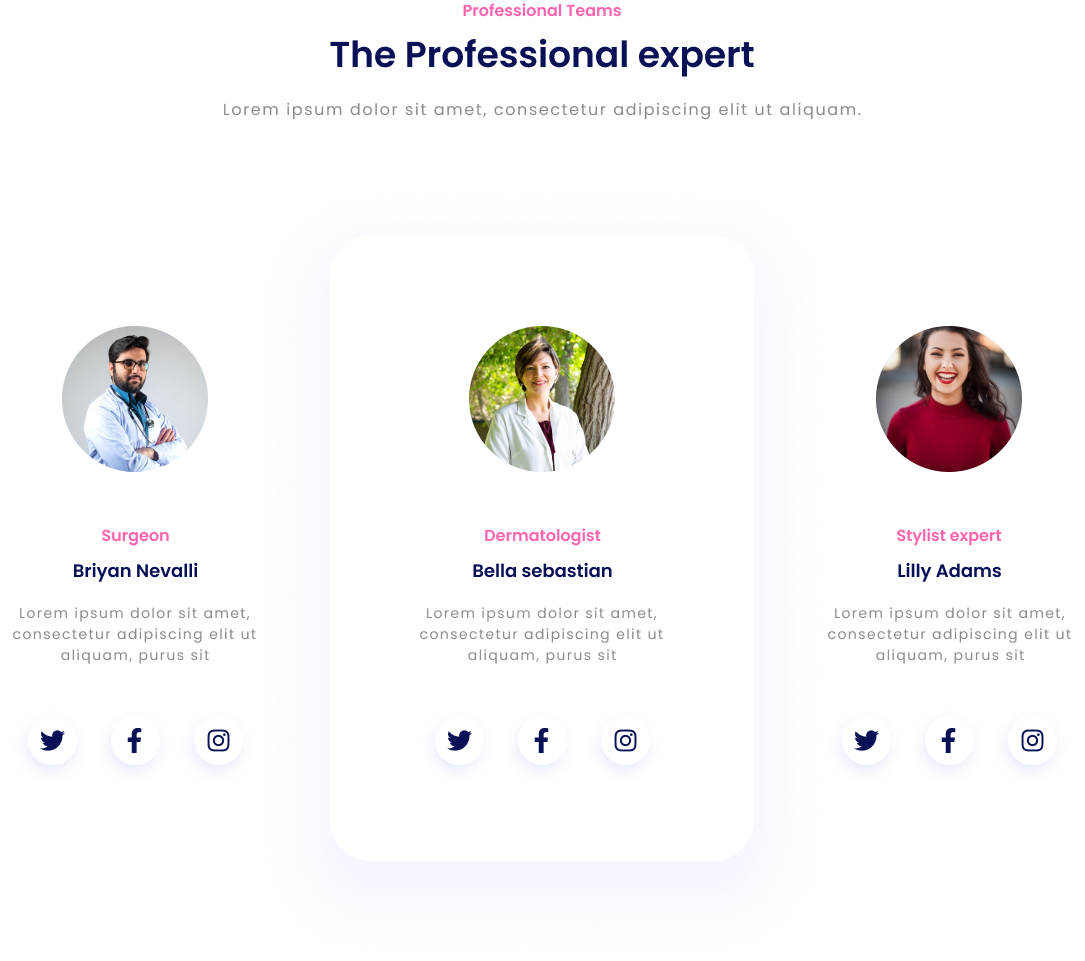 Professional Teams
The Professional expert
Lorem ipsum dolor sit amet, consectetur adipiscing elit ut aliquam.
Surgeon
Briyan Nevalli
Lorem ipsum dolor sit amet,
consectetur adipiscing elit ut
aliquam, purus sit
Dermatologist
Bella sebastian
Lorem ipsum dolor sit amet,
consectetur adipiscing elit ut
aliquam, purus sit
Stylist expert
Lilly Adams
Lorem ipsum dolor sit amet,
consectetur adipiscing elit ut
aliquam, purus sit